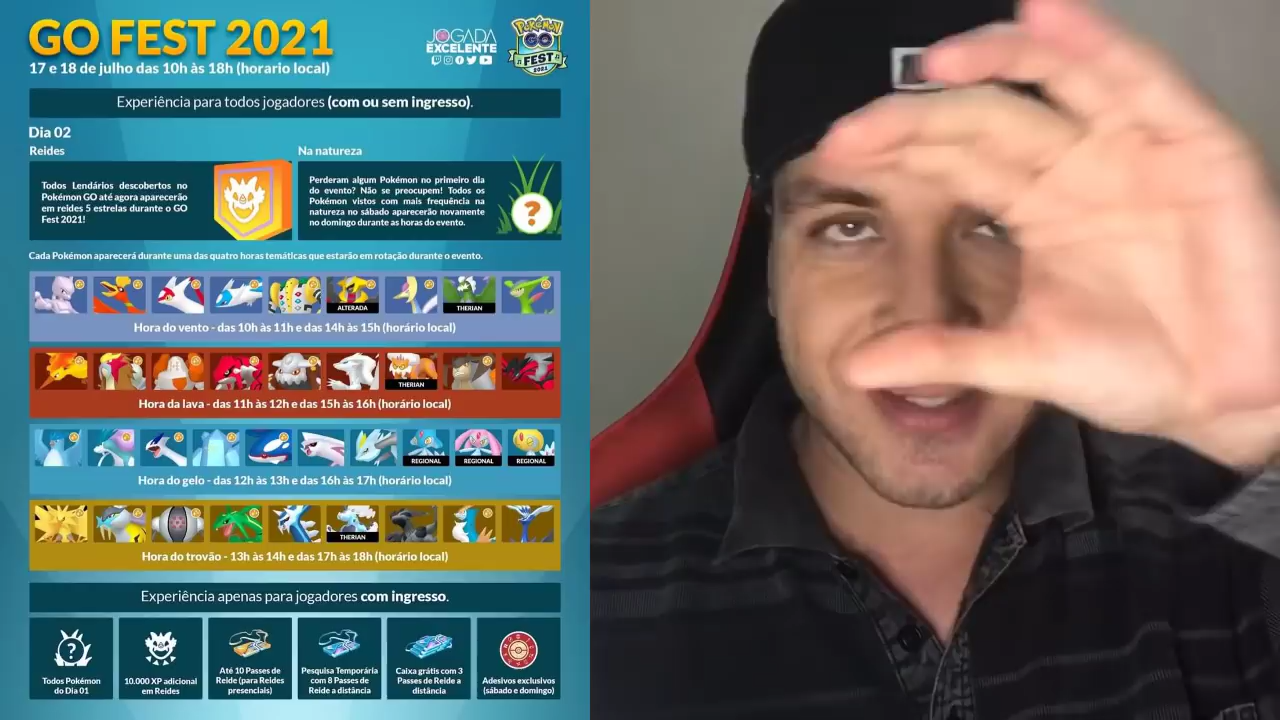 GO FEST 2021
17 e 18 de julho das 10h às 18h (horario local)
JOGADA
EXCELENTE
POKÉMON
GO
FEST
2021
Experiência para todos jogadores (com ou sem ingresso).
Dia 02
Reides
Todos Lendários descobertos no
Pokémon GO até agora aparecerão
em reides 5 estrelas durante o GO
Fest 2021!
Na natureza
Perderam algum Pokémon no primeiro dia
do evento? Não se preocupem! Todos os
Pokémon vistos com mais frequência na
natureza no sábado aparecerão novamente
no domingo durante as horas do evento.
?
Cada Pokémon aparecerá durante uma das quatro horas temáticas que estarão em rotação durante o evento.
ALTERADA
THERIAN
Hora do vento - das 10h às 11h e das 14h às 15h (horário local)
THERIAN
Hora da lava - das 11h às 12h e das 15h às 16h (horário local)
REGIONAL
REGIONAL
REGIONAL
Hora do gelo - das 12h às 13h e das 16h às 17h (horário local)
THERIAN
Hora do trovão - 13h às 14h e das 17h às 18h (horário local)
Experiência apenas para jogadores com ingresso.
?
Todos Pokémon
do Dia 01
10.000 XP adicional
em Reides
Até 10 Passes de
Reide (para Reides
presenciais)
Pesquisa Temporária
com 8 Passes de
Reide a distância
Caixa grátis com 3
Passes de Reide a
distância
Adesivos exclusivos
(sábado e domingo)